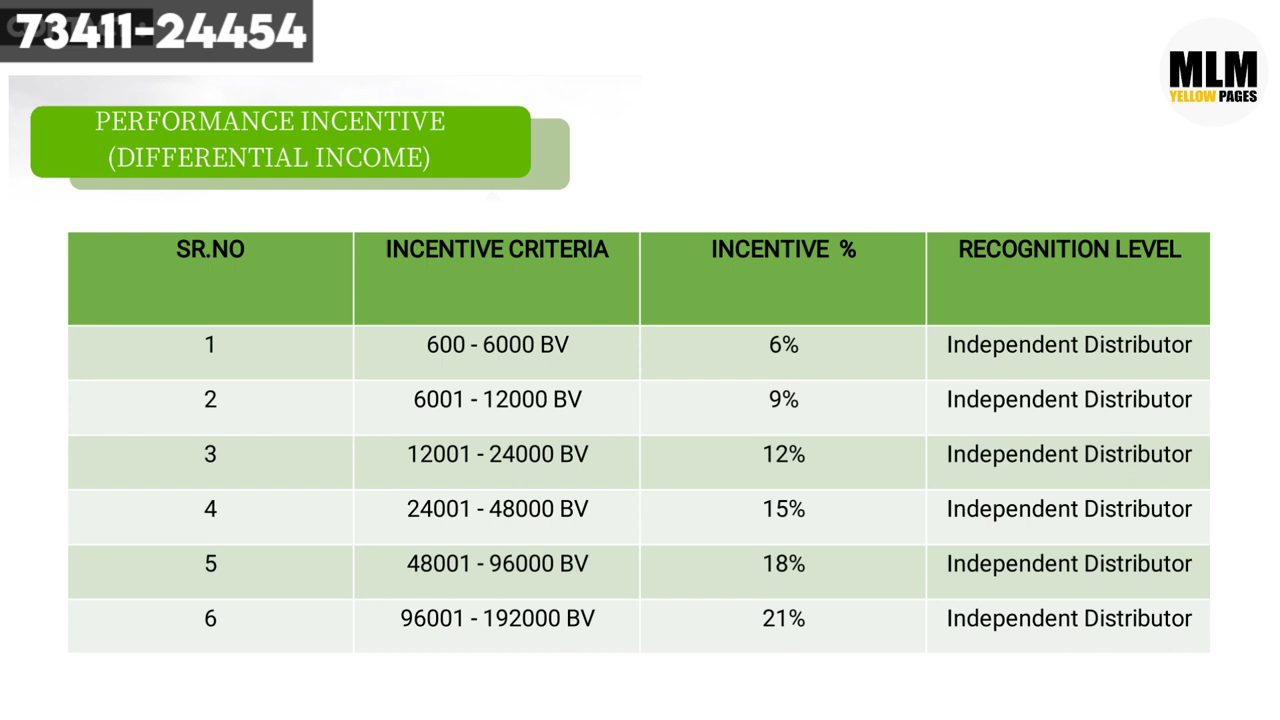 73411-24454
MLM
YELLOW PAGES
PERFORMANCE INCENTIVE
(DIFFERENTIAL INCOME)
SR.NO INCENTIVE CRITERIA INCENTIVE % RECOGNITION LEVEL
1 600 - 6000 BV 6% Independent Distributor
2 6001 - 12000 BV 9% Independent Distributor
3 12001 - 24000 BV 12% Independent Distributor
4 24001 - 48000 BV 15% Independent Distributor
5 48001 - 96000 BV 18% Independent Distributor
6 96001 - 192000 BV 21% Independent Distributor